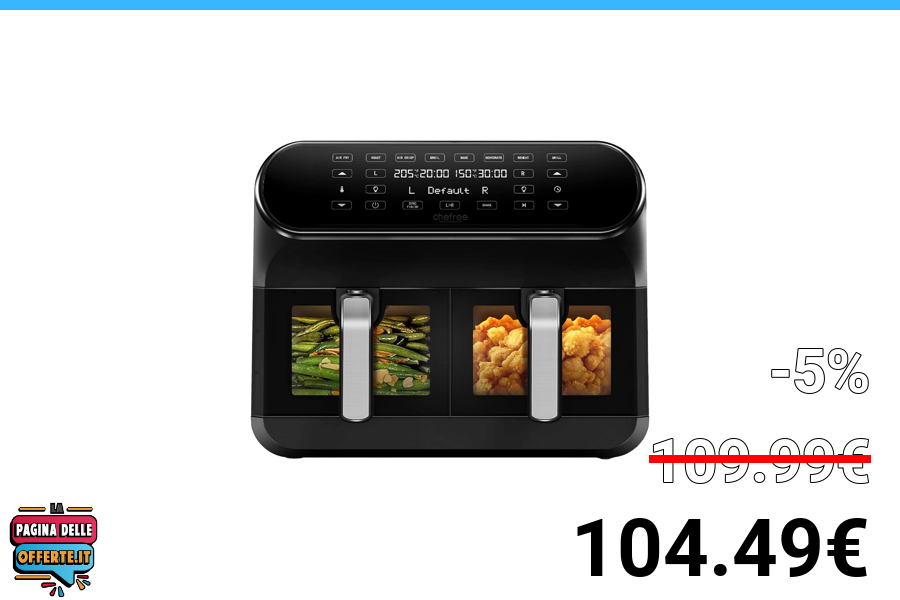 AIR FRY ROAST AIR CRISP BROIL BAKE DEHYDRATE REHEAT GRILL
L 205°C 20:00 150°C 30:00 R
L Default R
SYNC FINISH L=R
chefree
-5%
109.99€
104.49€
LA
PAGINA DELLE
OFFERTE.IT